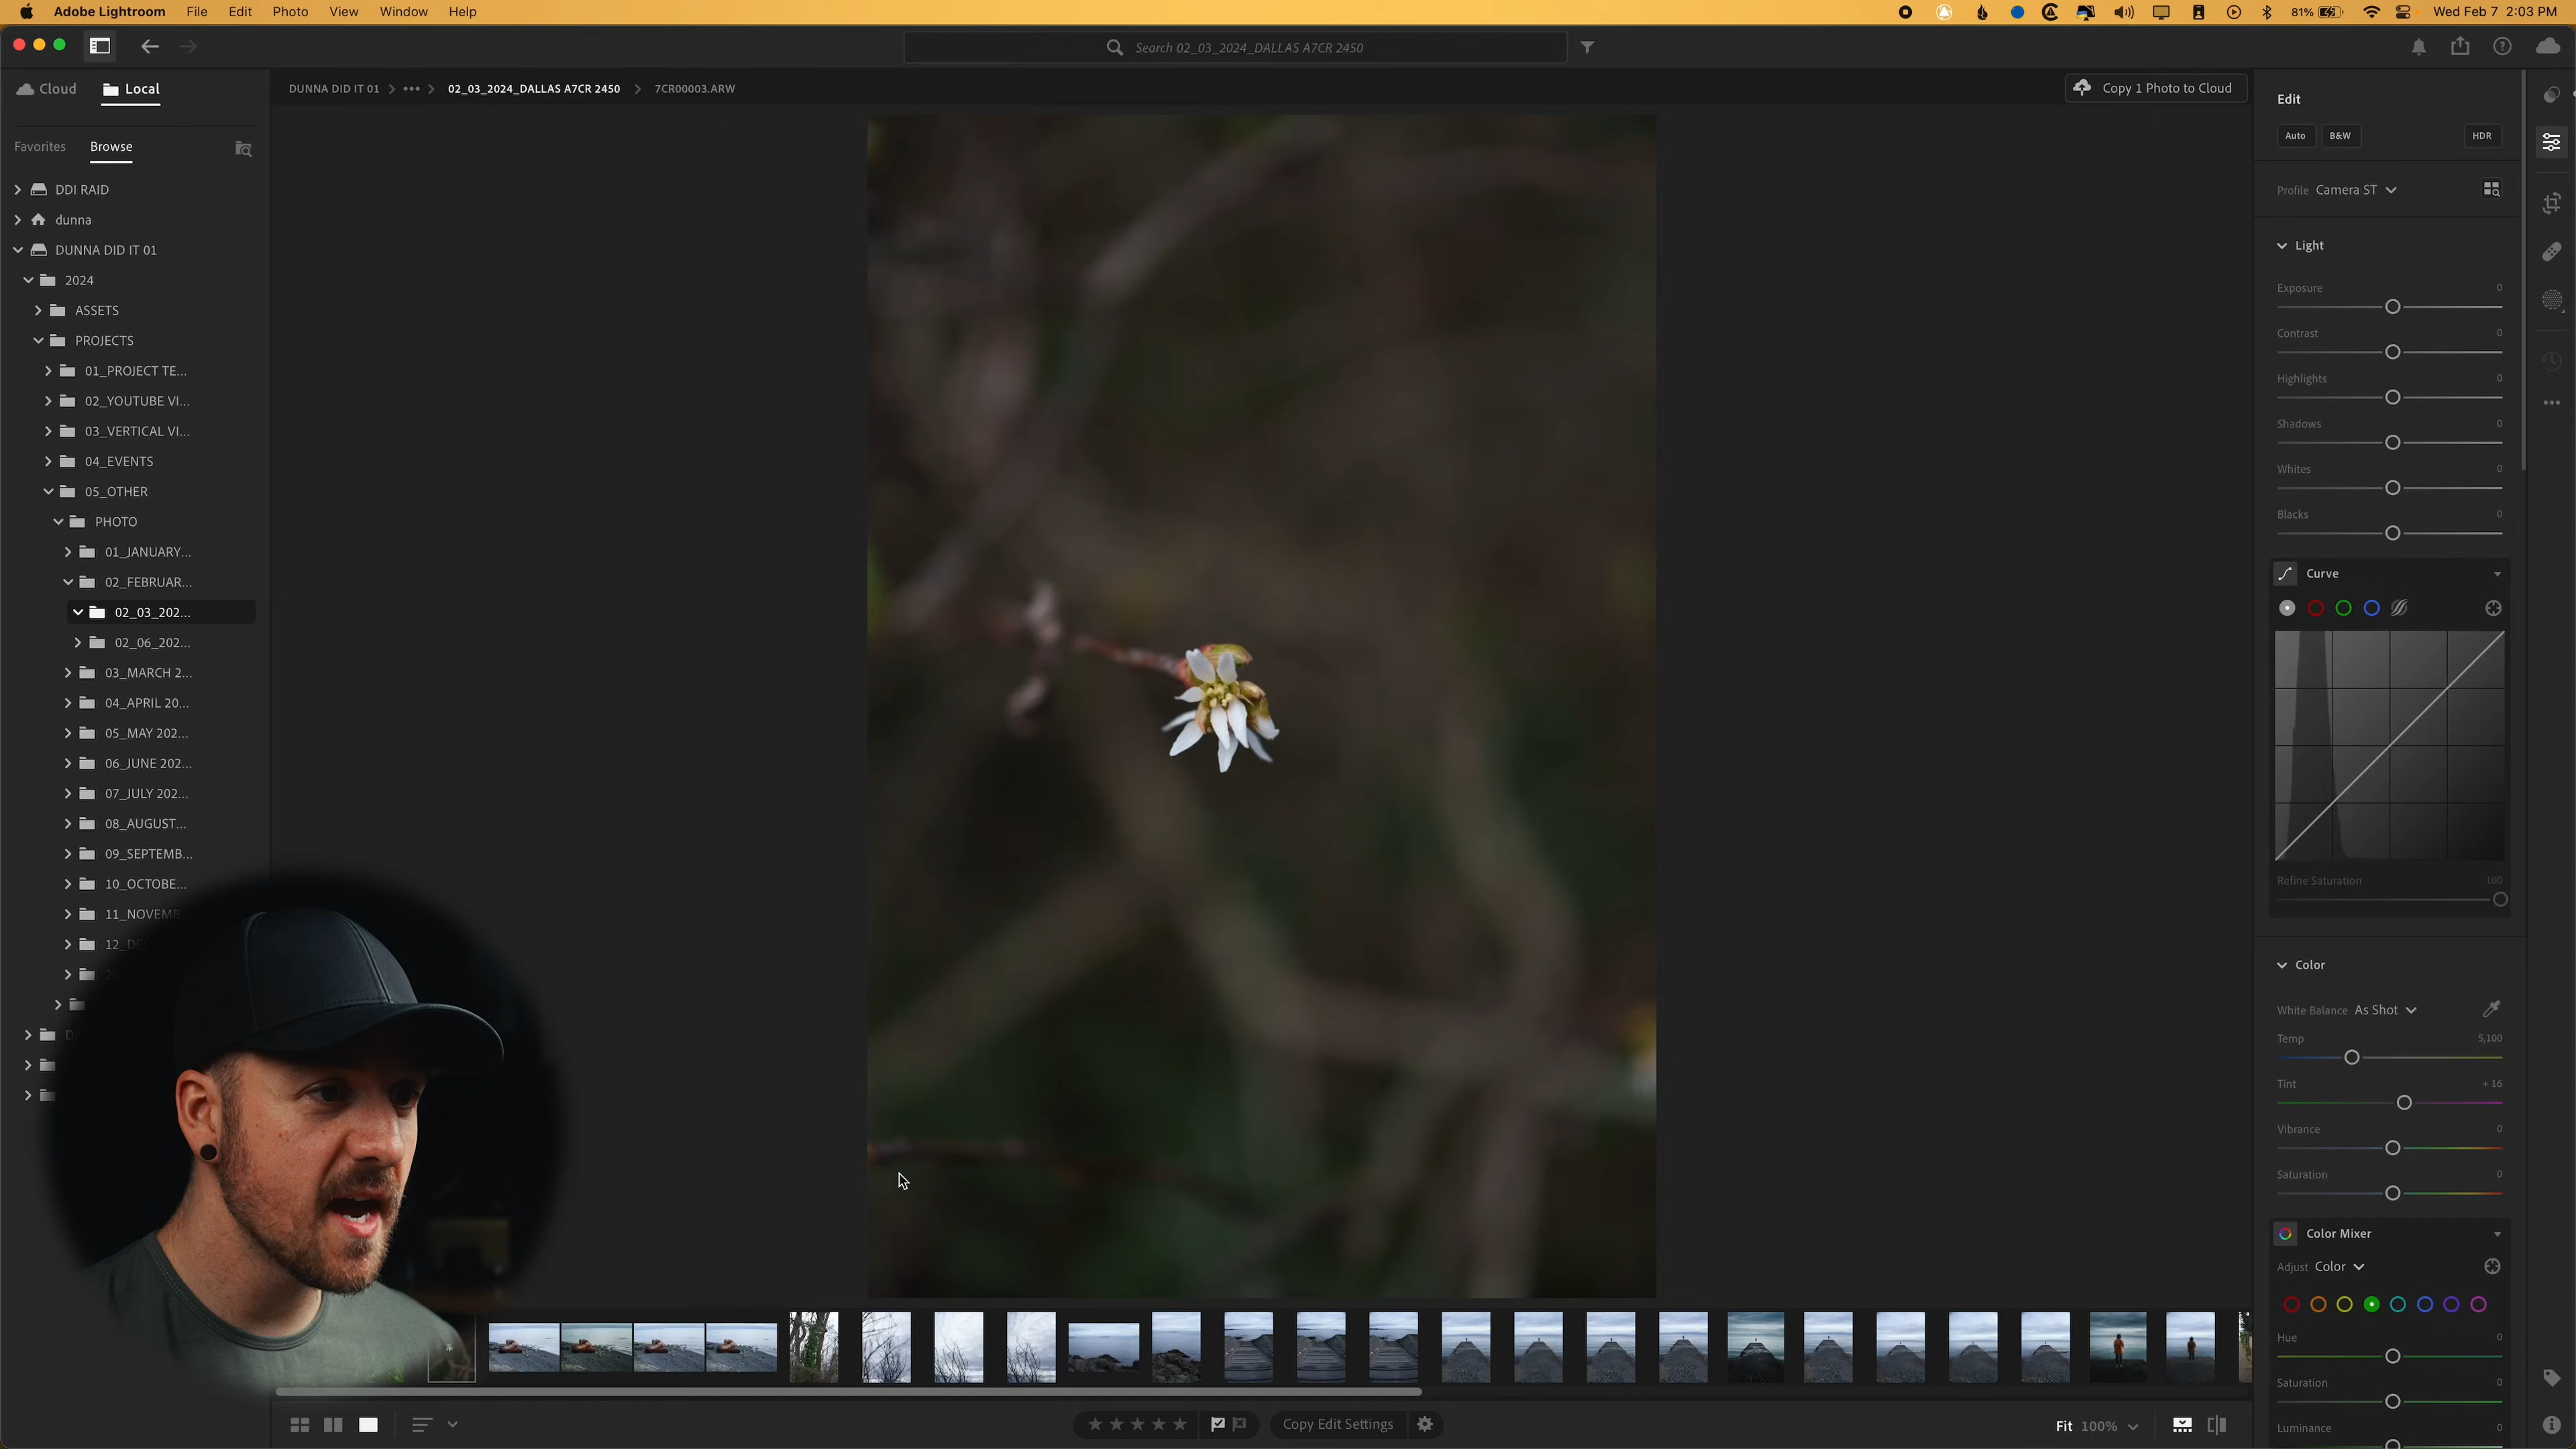 Adobe Lightroom File Edit Photo View Window Help
81% Wed Feb 7 2:03 PM
Search 02_03_2024_DALLAS A7CR 2450
Cloud Local
DUNNA DID IT 01 > ••• > 02_03_2024_DALLAS A7CR 2450 > 7CR00003.ARW
Copy 1 Photo to Cloud
Favorites Browse
DDI RAID
dunna
DUNNA DID IT 01
2024
ASSETS
PROJECTS
01_PROJECT TE...
02_YOUTUBE VI...
03_VERTICAL VI...
04_EVENTS
05_OTHER
PHOTO
01_JANUARY...
02_FEBRUAR...
02_03_202...
02_06_202...
03_MARCH 2...
04_APRIL 20...
05_MAY 202...
06_JUNE 202...
07_JULY 202...
08_AUGUST...
09_SEPTEMB...
10_OCTOBE...
11_NOVEMB
12_DE
Edit
Auto B&W HDR
Profile Camera ST
Light
Exposure 0
Contrast 0
Highlights 0
Shadows 0
Whites 0
Blacks 0
Curve
Refine Saturation 100
Color
White Balance As Shot
Temp 5,100
Tint + 16
Vibrance 0
Saturation 0
Color Mixer
Adjust Color
Hue 0
Saturation 0
Luminance 0
Copy Edit Settings
Fit 100%